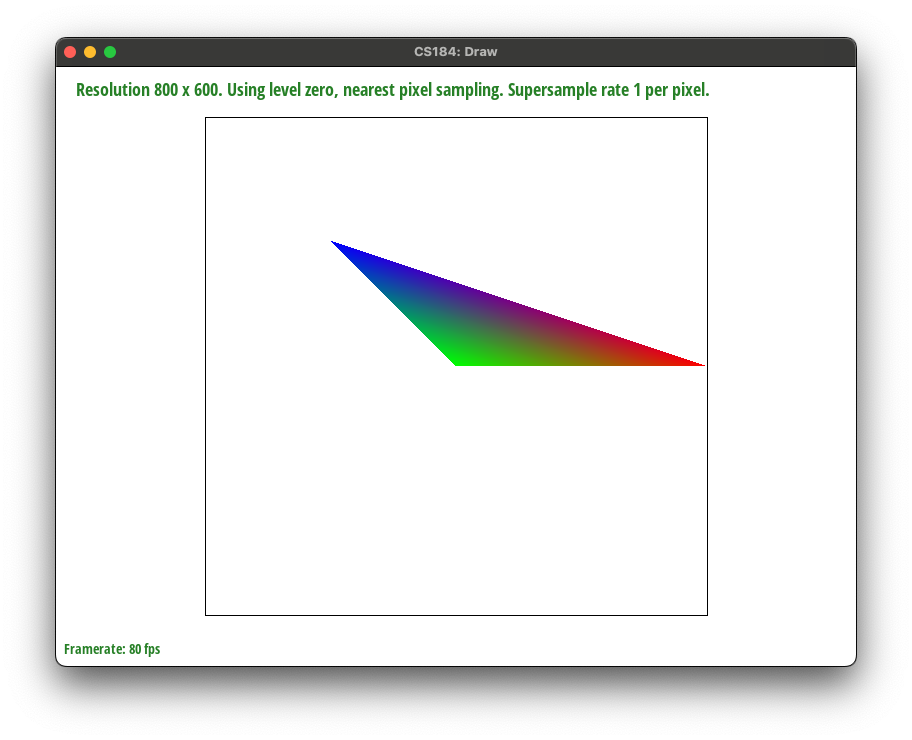 CS184: Draw
Resolution 800 x 600. Using level zero, nearest pixel sampling. Supersample rate 1 per pixel.
Framerate: 80 fps